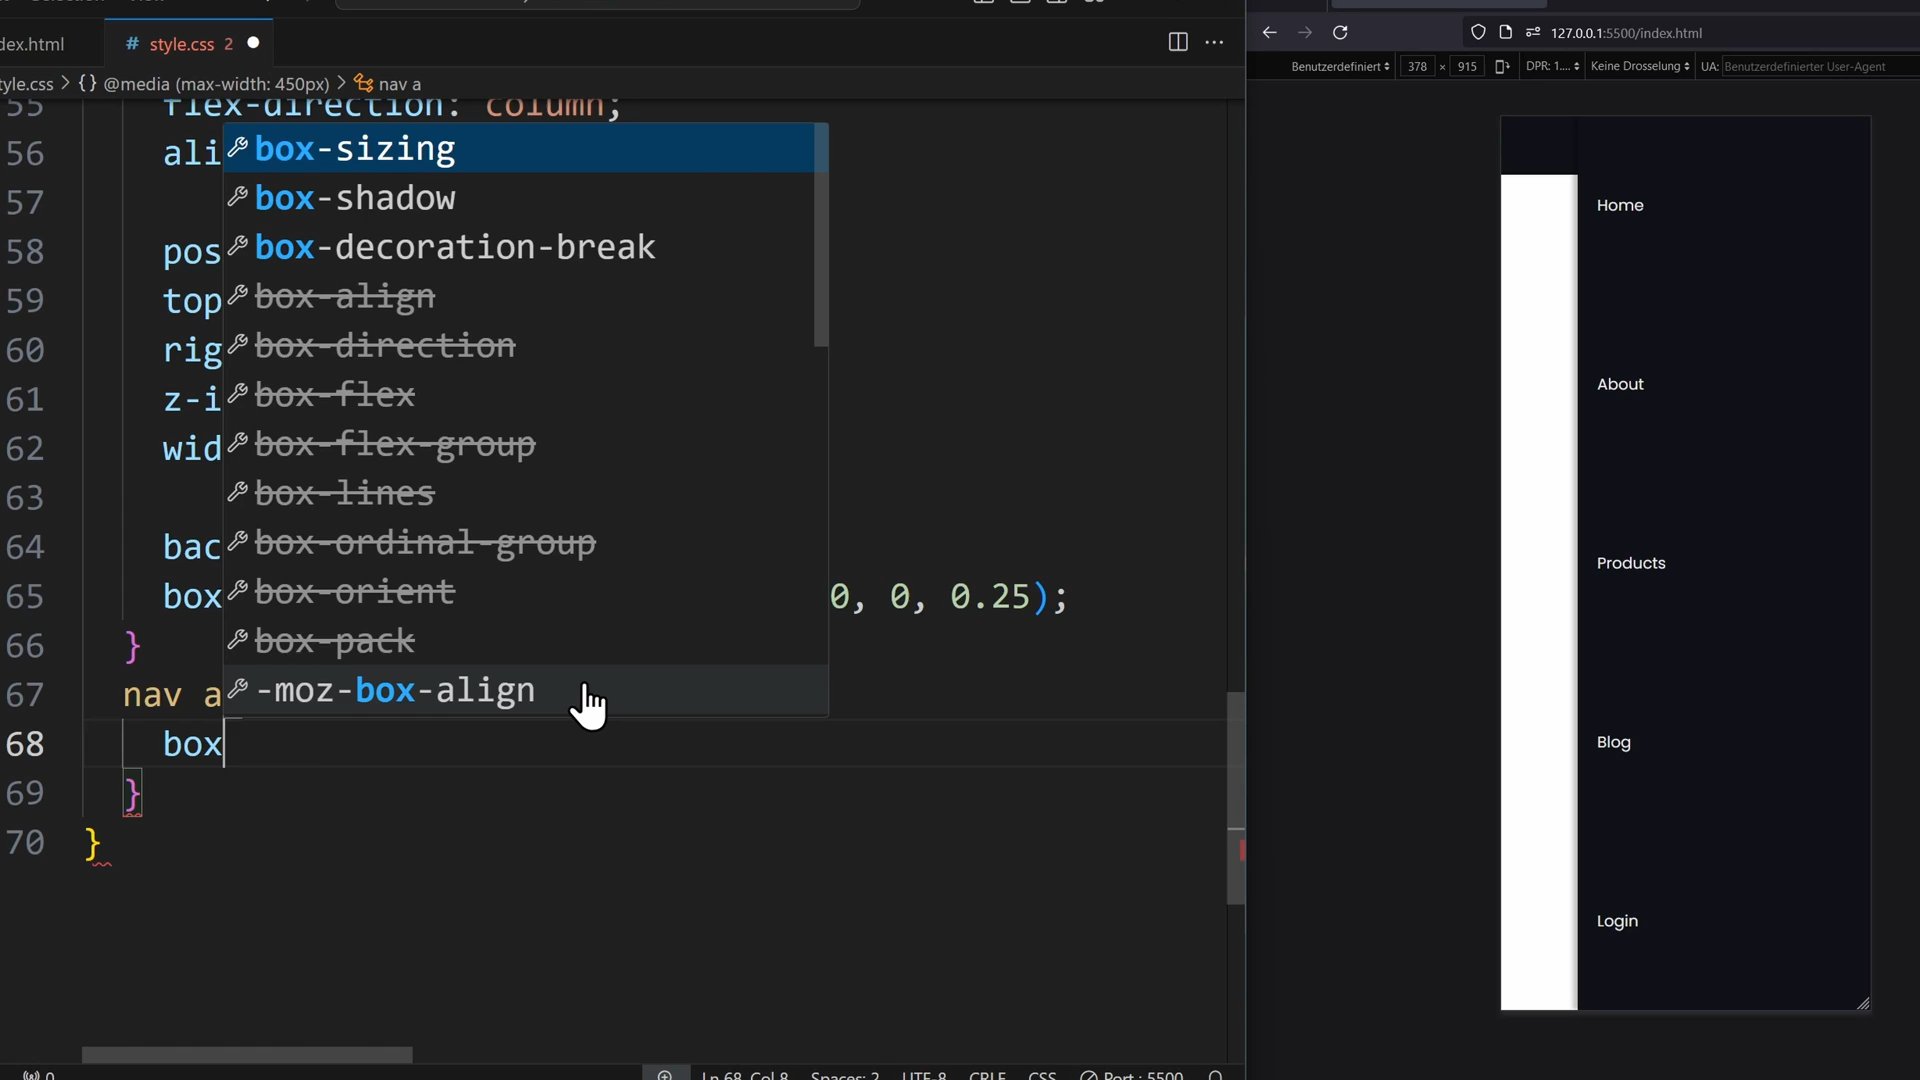 dex.html
# style.css 2
tyle.css > {} @media (max-width: 450px) > nav a
55 flex-direction: column;
56 ali
57
58 pos
59 top
60 rig
61 z-i
62 wid
63
64 bac
65 box 0, 0, 0.25);
66 }
67 nav a
68 box
69 }
70 }
box-sizing
box-shadow
box-decoration-break
box-align
box-direction
box-flex
box-flex-group
box-lines
box-ordinal-group
box-orient
box-pack
-moz-box-align
0
Ln 68, Col 8 Spaces: 2 UTF-8 CRLF CSS Port : 5500
127.0.0.1:5500/index.html
Benutzerdefiniert 378 × 915 DPR: 1.... Keine Drosselung UA: Benutzerdefinierter User-Agent
Home
About
Products
Blog
Login